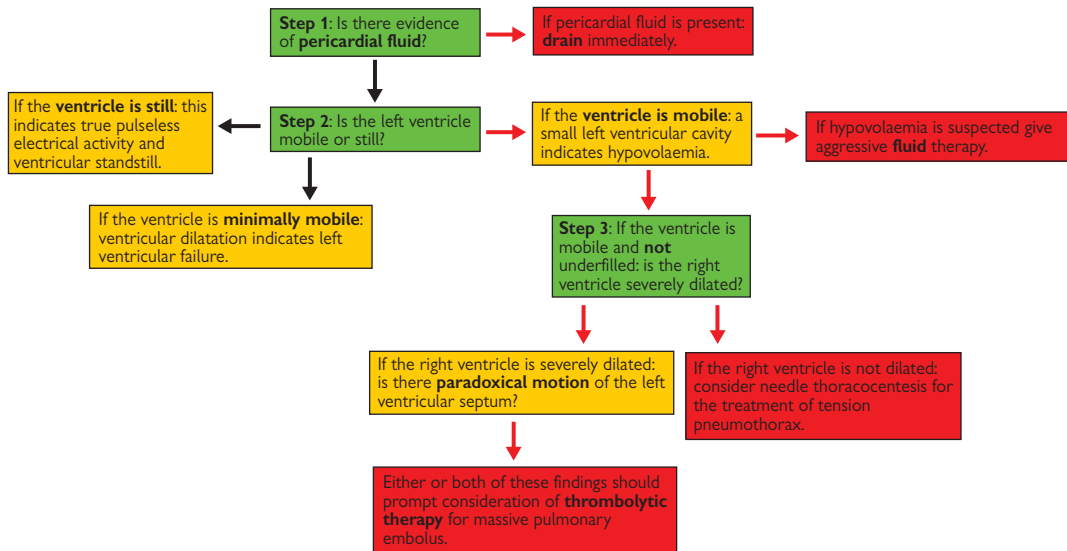 Step 1: Is there evidence
of pericardial fluid?
If pericardial fluid is present:
drain immediately.
If the ventricle is still: this
indicates true pulseless
electrical activity and
ventricular standstill.
Step 2: Is the left ventricle
mobile or still?
If the ventricle is mobile: a
small left ventricular cavity
indicates hypovolaemia.
If hypovolaemia is suspected give
aggressive fluid therapy.
If the ventricle is minimally mobile:
ventricular dilatation indicates left
ventricular failure.
Step 3: If the ventricle is
mobile and not
underfilled: is the right
ventricle severely dilated?
If the right ventricle is severely dilated:
is there paradoxical motion of the left
ventricular septum?
If the right ventricle is not dilated:
consider needle thoracocentesis for
the treatment of tension
pneumothorax.
Either or both of these findings should
prompt consideration of thrombolytic
therapy for massive pulmonary
embolus.